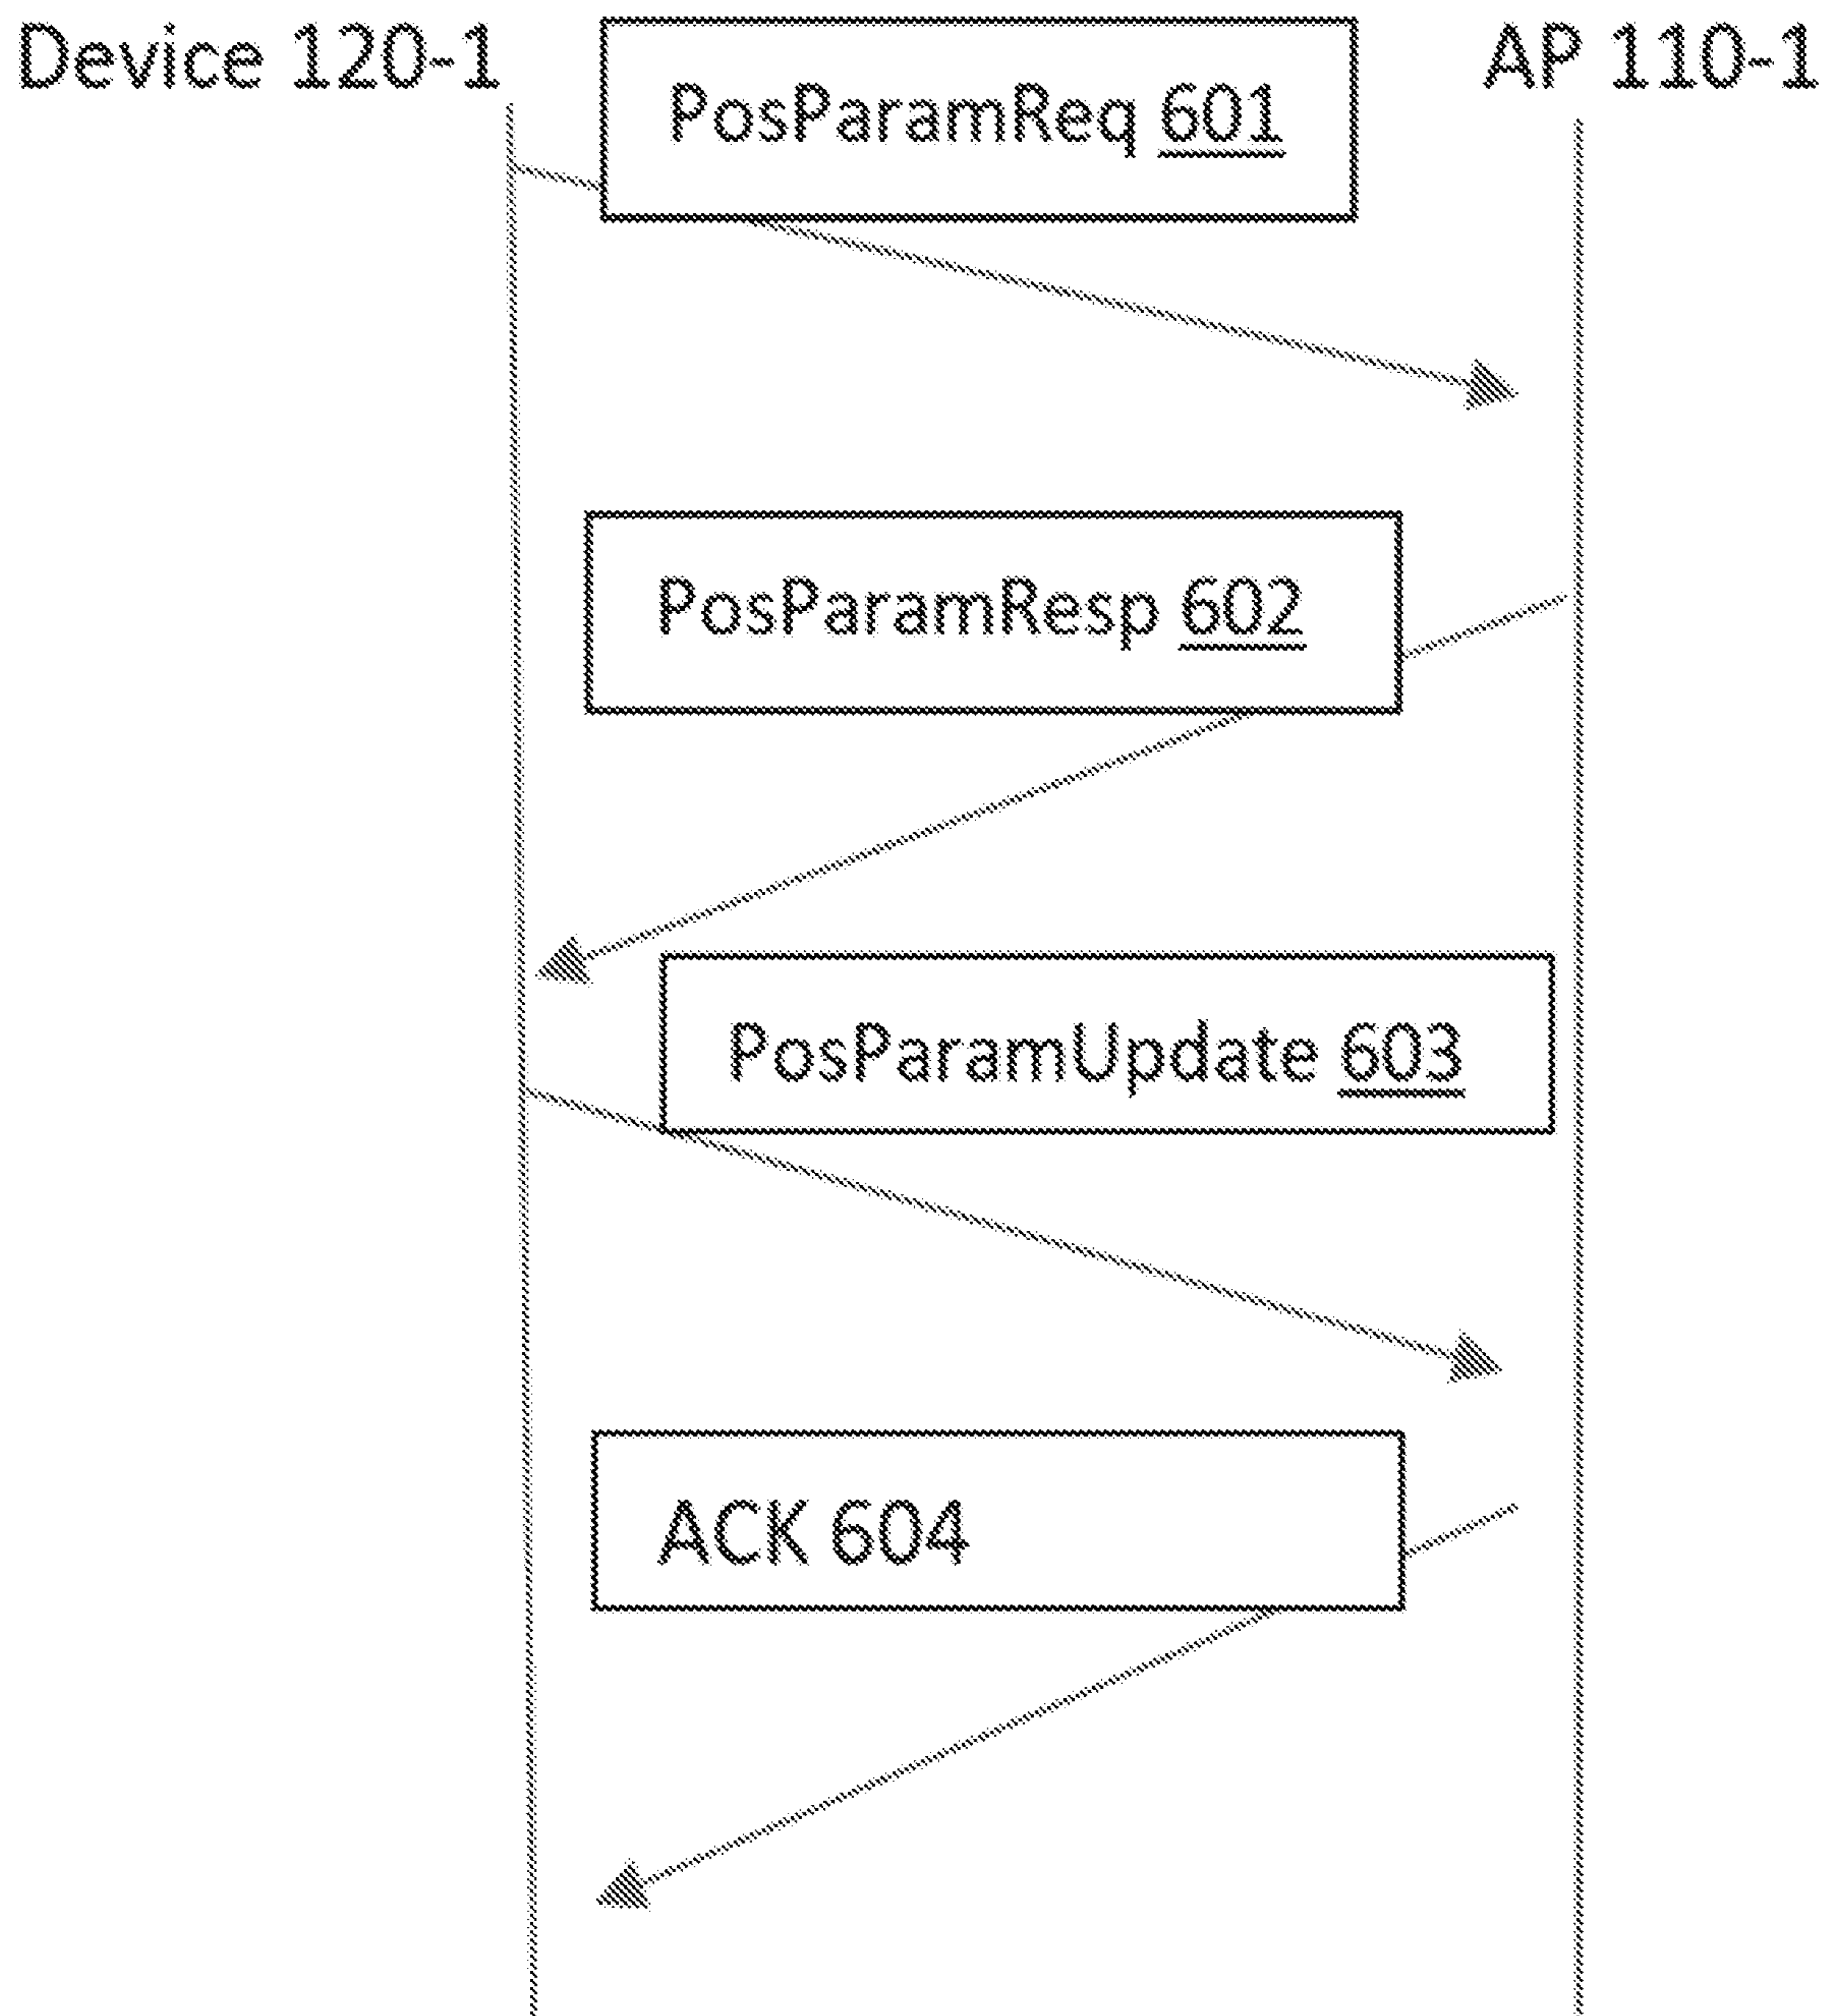 Device 120-1
AP 110-1
PosParamReq 601
PosParamResp 602
PosParamUpdate 603
ACK 604